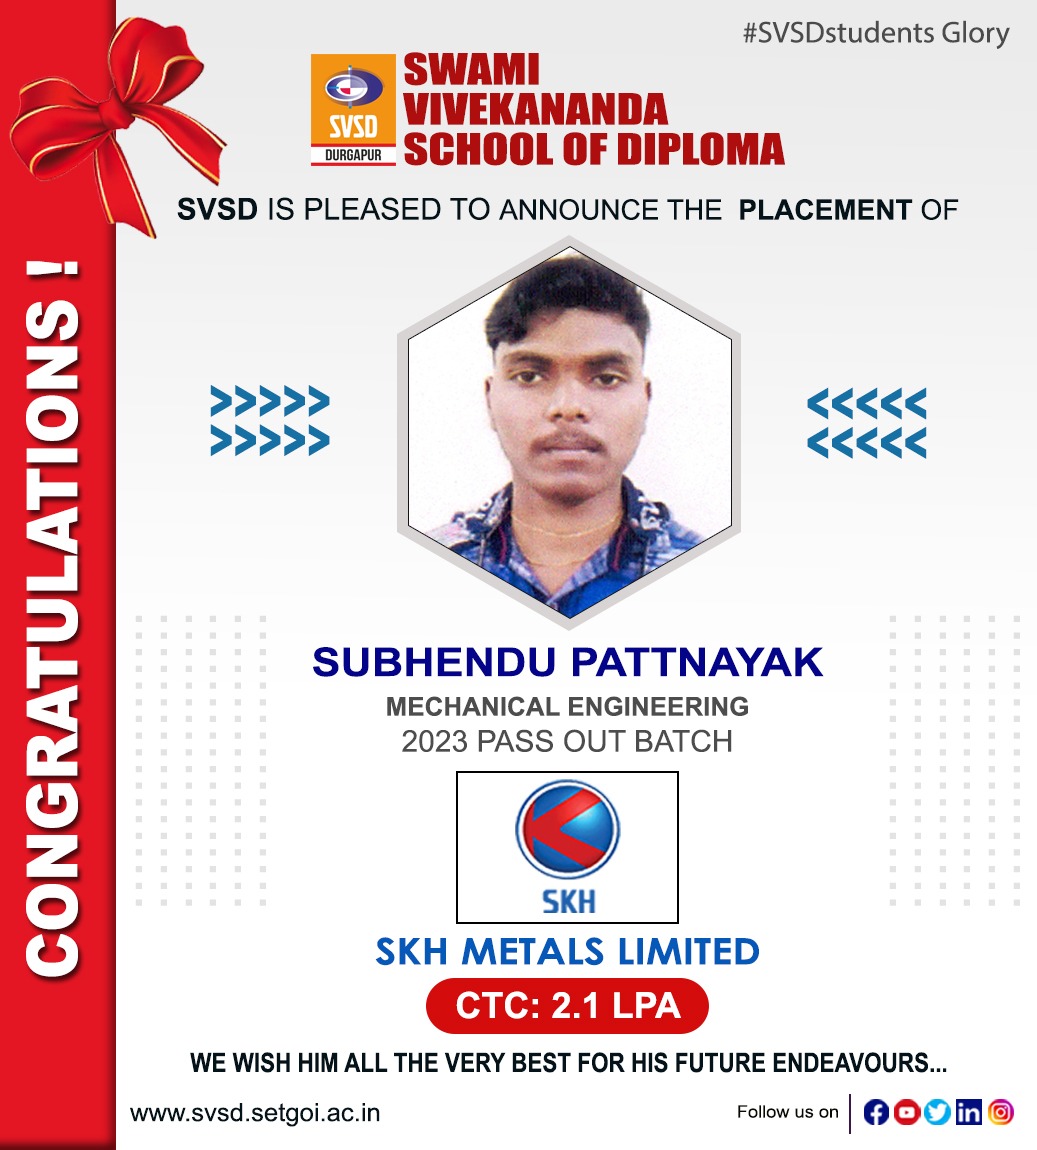 #SVSDstudents Glory
SVSD
DURGAPUR
SWAMI
VIVEKANANDA
SCHOOL OF DIPLOMA
SVSD IS PLEASED TO ANNOUNCE THE PLACEMENT OF
CONGRATULATIONS !
SUBHENDU PATTNAYAK
MECHANICAL ENGINEERING
2023 PASS OUT BATCH
SKH
SKH METALS LIMITED
CTC: 2.1 LPA
WE WISH HIM ALL THE VERY BEST FOR HIS FUTURE ENDEAVOURS...
www.svsd.setgoi.ac.in
Follow us on